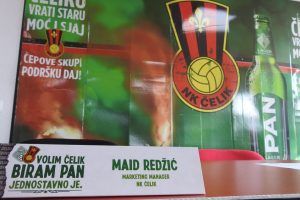 ČELIKU
VRATI STARU
MOĆ I SJAJ
ČEPOVE SKUPI
PODRŠKU DAJ!
NK ČELIK
PAN
VOLIM ČELIK
BIRAM PAN
JEDNOSTAVNO JE.
MAID REDŽIĆ
MARKETING MANAGER
NK ČELIK